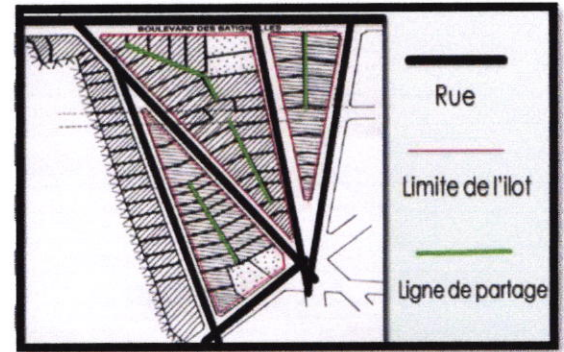 BOULEVARD DES BATIGNOLLES
Rue
Limite de l'ilot
Ligne de partage